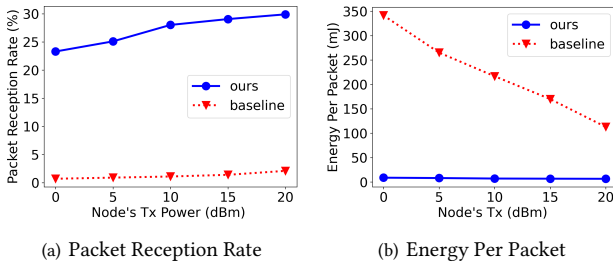 Packet Reception Rate (%)
30
25
20
15
10
5
0
ours
baseline
0 5 10 15 20
Node's Tx Power (dBm)
(a) Packet Reception Rate
Energy Per Packet (mJ)
350
300
250
200
150
100
50
0
ours
baseline
0 5 10 15 20
Node's Tx (dBm)
(b) Energy Per Packet